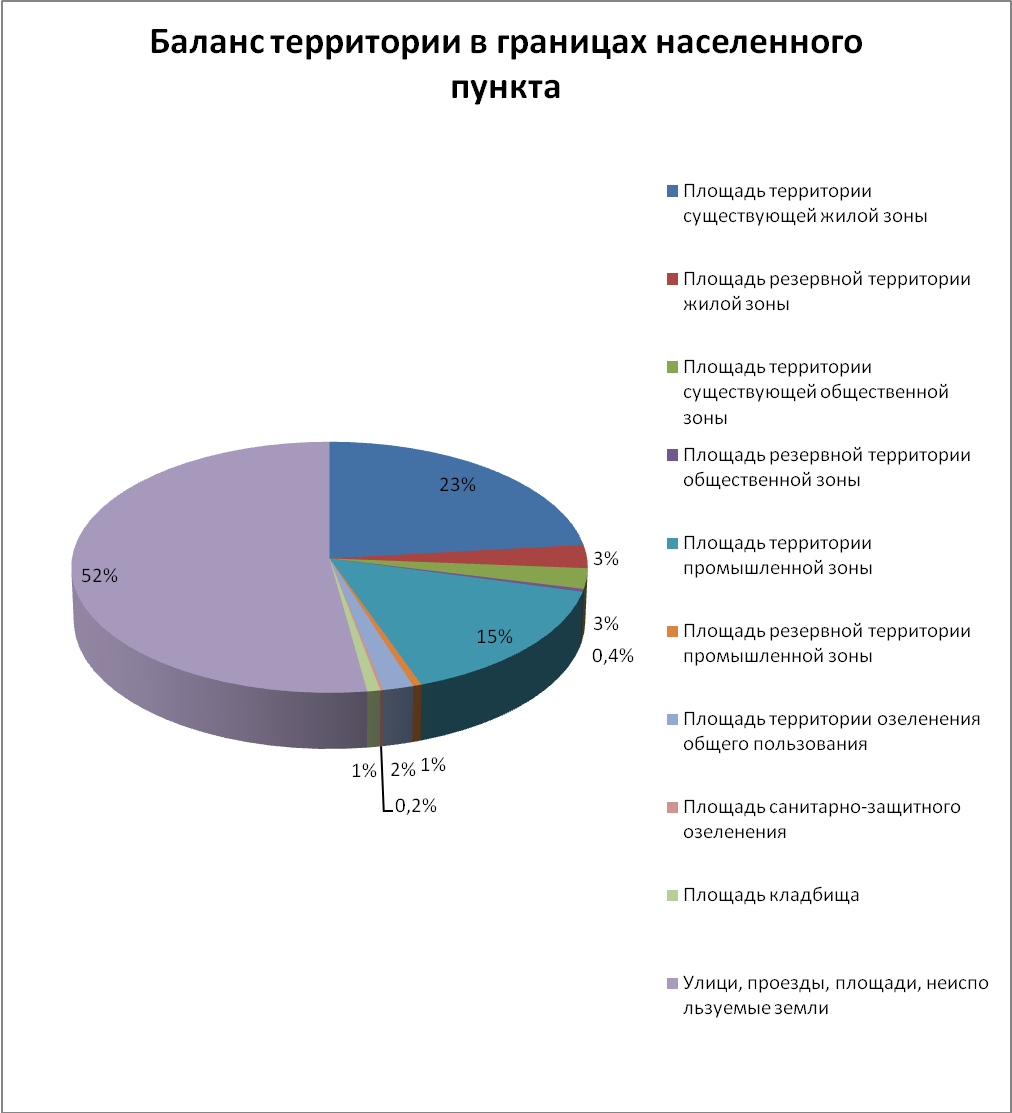 Баланс территории в границах населенного
пункта
Площадь территории
существующей жилой зоны
Площадь резервной территории
жилой зоны
Площадь территории
существующей общественной
зоны
Площадь резервной территории
общественной зоны
Площадь территории
промышленной зоны
Площадь резервной территории
промышленной зоны
Площадь территории озеленения
общего пользования
Площадь санитарно-защитного
озеленения
Площадь кладбища
Улици, проезды, площади, неиспо
льзуемые земли
23%
3%
3%
0,4%
15%
1%
2%
0,2%
1%
52%